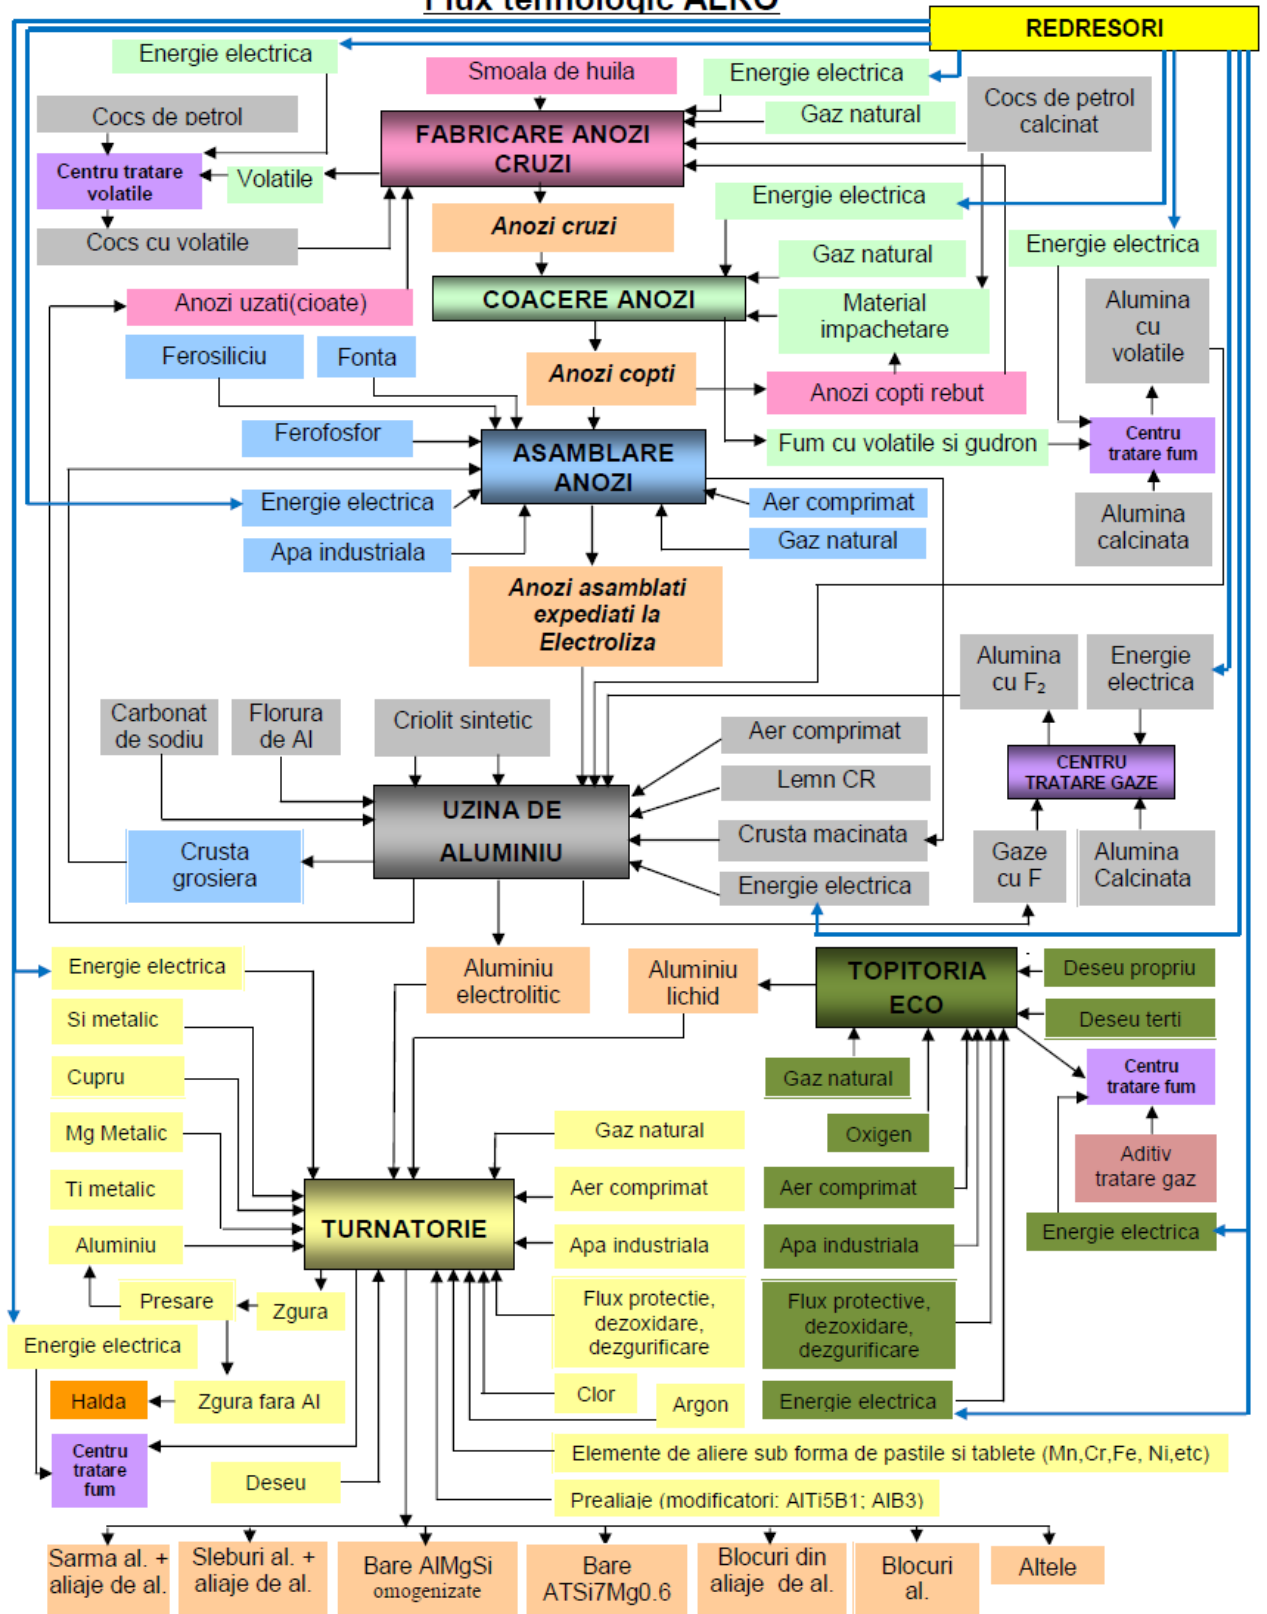 Flux tehnologic ALRO
REDRESORI
Energie electrica
Smoala de huila
Energie electrica
Cocs de petrol
calcinat
Cocs de petrol
Gaz natural
FABRICARE ANOZI
CRUZI
Centru tratare
volatile
Volatile
Energie electrica
Anozi cruzi
Cocs cu volatile
Energie electrica
Gaz natural
COACERE ANOZI
Anozi uzati(cioate)
Material
impachetare
Alumina
cu
volatile
Ferosiliciu
Fonta
Anozi copti
Anozi copti rebut
Ferofosfor
ASAMBLARE
ANOZI
Fum cu volatile si gudron
Centru
tratare fum
Energie electrica
Aer comprimat
Alumina
calcinata
Apa industriala
Gaz natural
Anozi asamblati
expediati la
Electroliza
Alumina
cu F₂
Energie
electrica
Carbonat
de sodiu
Florura
de Al
Criolit sintetic
Aer comprimat
CENTRU
TRATARE GAZE
Lemn CR
UZINA DE
ALUMINIU
Crusta macinata
Crusta
grosiera
Gaze
cu F
Alumina
Calcinata
Energie electrica
Energie electrica
Aluminiu
electrolitic
Aluminiu
lichid
TOPITORIA
ECO
Deseu propriu
Si metalic
Deseu terti
Cupru
Gaz natural
Centru
tratare fum
Mg Metalic
Gaz natural
Oxigen
Aditiv
tratare gaz
Ti metalic
Aer comprimat
Aer comprimat
TURNATORIE
Energie electrica
Aluminiu
Apa industriala
Apa industriala
Presare
Zgura
Flux protectie,
dezoxidare,
dezgurificare
Flux protective,
dezoxidare,
dezgurificare
Energie electrica
Halda
Zgura fara Al
Clor
Argon
Energie electrica
Centru
tratare
fum
Elemente de aliere sub forma de pastile si tablete (Mn,Cr,Fe, Ni,etc)
Deseu
Prealiaje (modificatori: AlTi5B1; AlB3)
Sarma al. +
aliaje de al.
Sleburi al. +
aliaje de al.
Bare AlMgSi
omogenizate
Bare
ATSi7Mg0.6
Blocuri din
aliaje de al.
Blocuri
al.
Altele